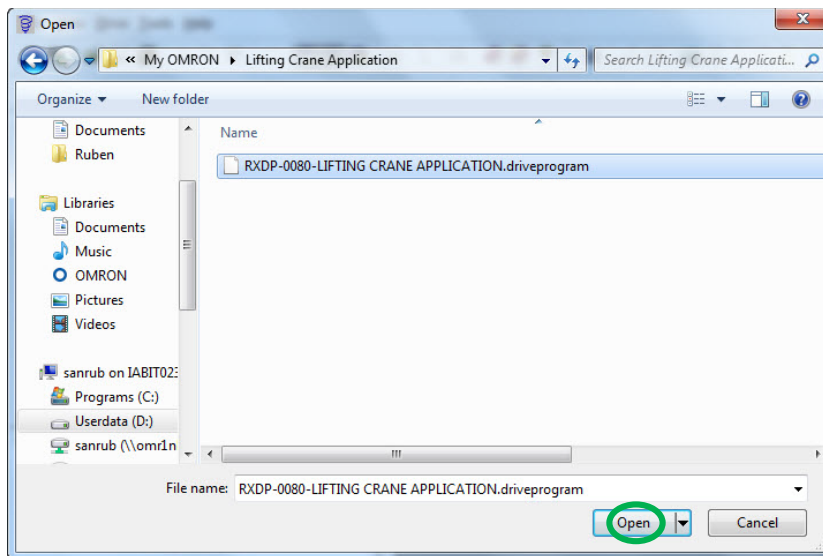 Open
« My OMRON ▸ Lifting Crane Application
Search Lifting Crane Applicati...
Organize
New folder
Documents
Ruben
Libraries
Documents
Music
OMRON
Pictures
Videos
sanrub on IABIT023
Programs (C:)
Userdata (D:)
sanrub (\\omr1n
Name
RXDP-0080-LIFTING CRANE APPLICATION.driveprogram
File name: RXDP-0080-LIFTING CRANE APPLICATION.driveprogram
Open
Cancel